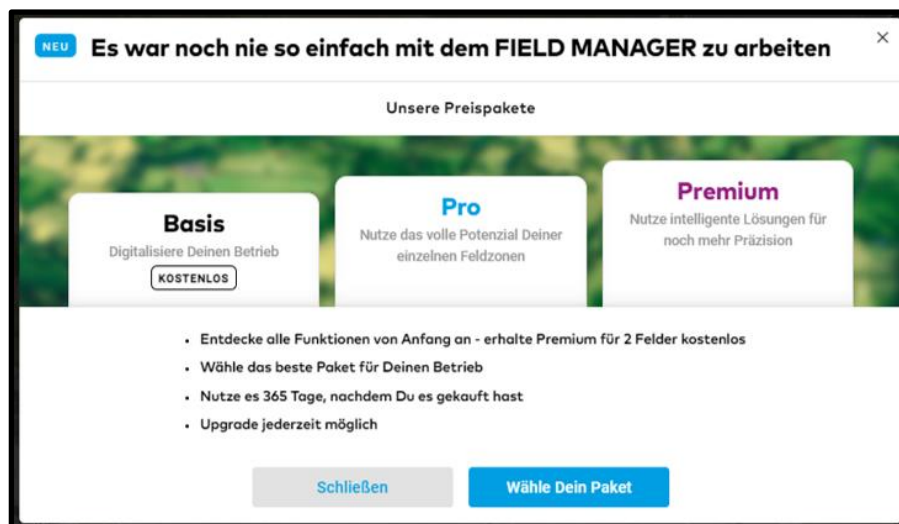 NEU Es war noch nie so einfach mit dem FIELD MANAGER zu arbeiten
Unsere Preispakete
Basis
Digitalisiere Deinen Betrieb
KOSTENLOS
Pro
Nutze das volle Potenzial Deiner
einzelnen Feldzonen
Premium
Nutze intelligente Lösungen für
noch mehr Präzision
• Entdecke alle Funktionen von Anfang an - erhalte Premium für 2 Felder kostenlos
• Wähle das beste Paket für Deinen Betrieb
• Nutze es 365 Tage, nachdem Du es gekauft hast
• Upgrade jederzeit möglich
Schließen
Wähle Dein Paket